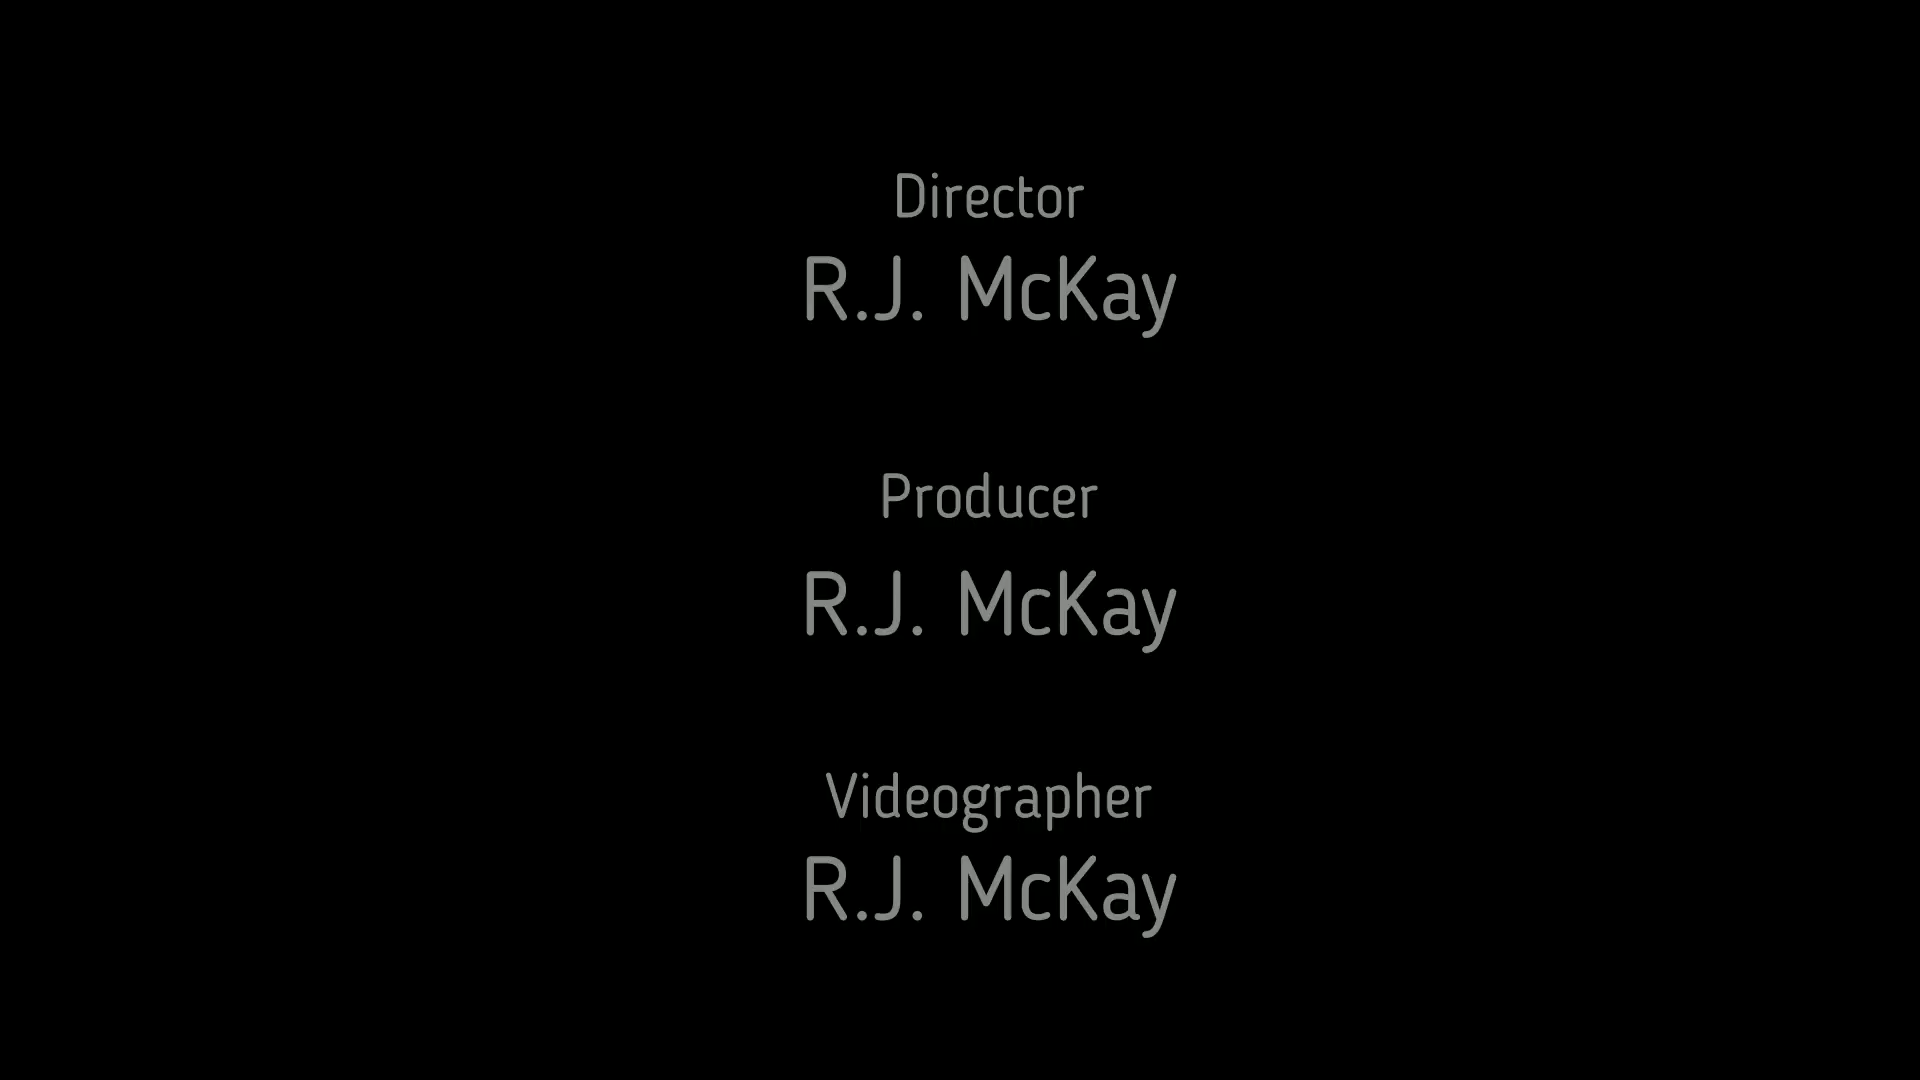 Director
R.J. McKay
Producer
R.J. McKay
Videographer
R.J. McKay